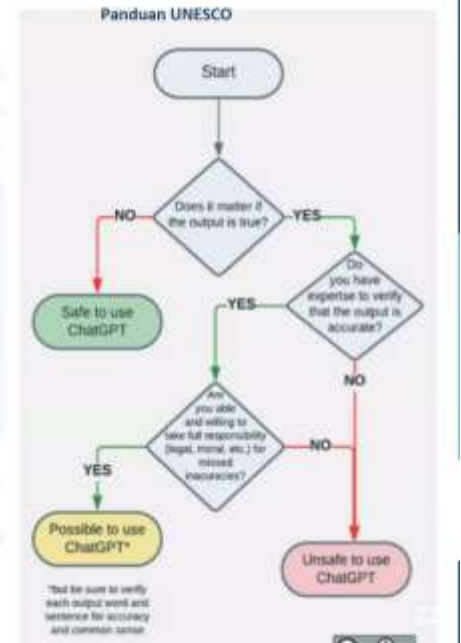 Panduan UNESCO
Start
Does it matter if
the output is true?
NO
YES
Safe to use
ChatGPT
Do
you have
expertise to verify
that the output is
accurate?
YES
NO
Are
you able
and willing to
take full responsibility
(legal, moral, etc.) for
missed
inaccuracies?
YES
NO
Possible to use
ChatGPT*
Unsafe to use
ChatGPT
*but be sure to verify
each output word and
sentence for accuracy
and common sense